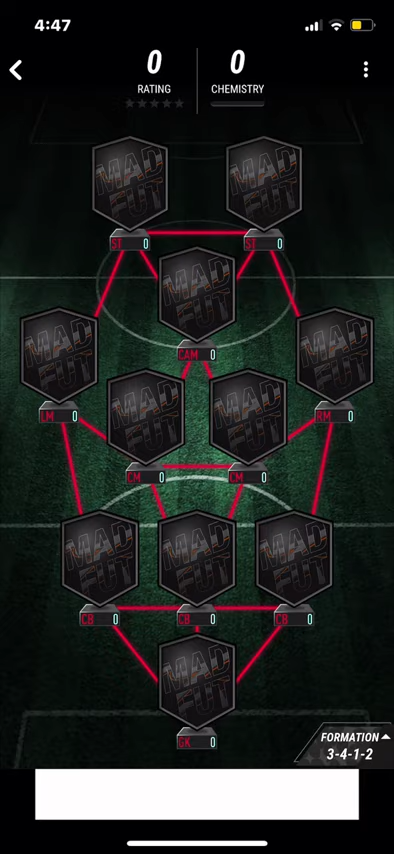 4:47
0 0
RATING CHEMISTRY
MAD FUT MAD FUT
ST 0 ST 0
MAD FUT
CAM 0
MAD FUT MAD FUT
LM 0 RM 0
MAD FUT MAD FUT
CM 0 CM 0
MAD FUT MAD FUT MAD FUT
CB 0 CB 0 CB 0
MAD FUT
GK 0
FORMATION
3-4-1-2